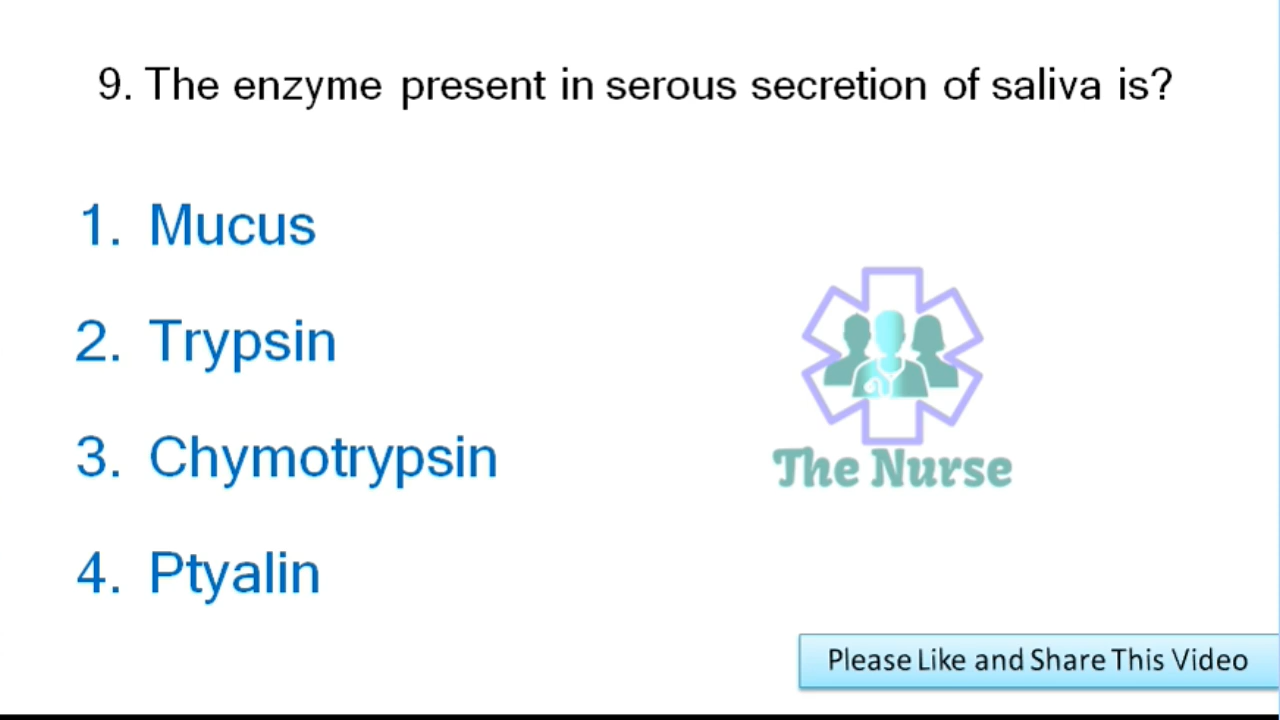 9. The enzyme present in serous secretion of saliva is?
1. Mucus
2. Trypsin
3. Chymotrypsin
4. Ptyalin
The Nurse
Please Like and Share This Video